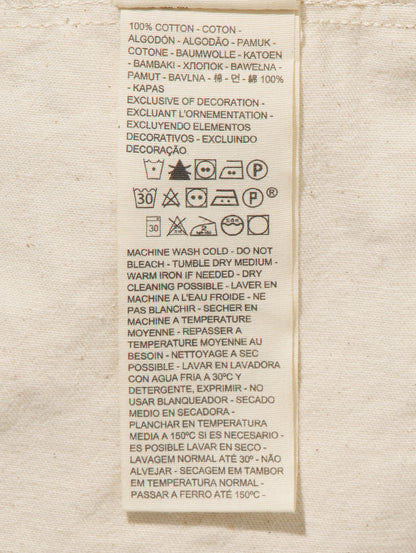 100% COTTON - COTON -
ALGODÓN - ALGODÃO - PAMUK -
COTONE - BAUMWOLLE - KATOEN
- BAMBAKI - ХЛОПОК - BAWEŁNA -
PAMUT - BAVLNA - 棉 - 면 - 綿 100%
- KAPAS
EXCLUSIVE OF DECORATION -
EXCLUANT L'ORNEMENTATION -
EXCLUYENDO ELEMENTOS
DECORATIVOS - EXCLUINDO
DECORAÇÃO
P
30 P ®
30
MACHINE WASH COLD - DO NOT
BLEACH - TUMBLE DRY MEDIUM -
WARM IRON IF NEEDED - DRY
CLEANING POSSIBLE - LAVER EN
MACHINE A L'EAU FROIDE - NE
PAS BLANCHIR - SECHER EN
MACHINE A TEMPERATURE
MOYENNE - REPASSER A
TEMPERATURE MOYENNE AU
BESOIN - NETTOYAGE A SEC
POSSIBLE - LAVAR EN LAVADORA
CON AGUA FRIA A 30ºC Y
DETERGENTE, EXPRIMIR - NO
USAR BLANQUEADOR - SECADO
MEDIO EN SECADORA -
PLANCHAR EN TEMPERATURA
MEDIA A 150ºC SI ES NECESARIO -
ES POSIBLE LAVAR EN SECO -
LAVAGEM NORMAL ATÉ 30º - NÃO
ALVEJAR - SECAGEM EM TAMBOR
EM TEMPERATURA NORMAL -
PASSAR A FERRO ATÉ 150ºC -